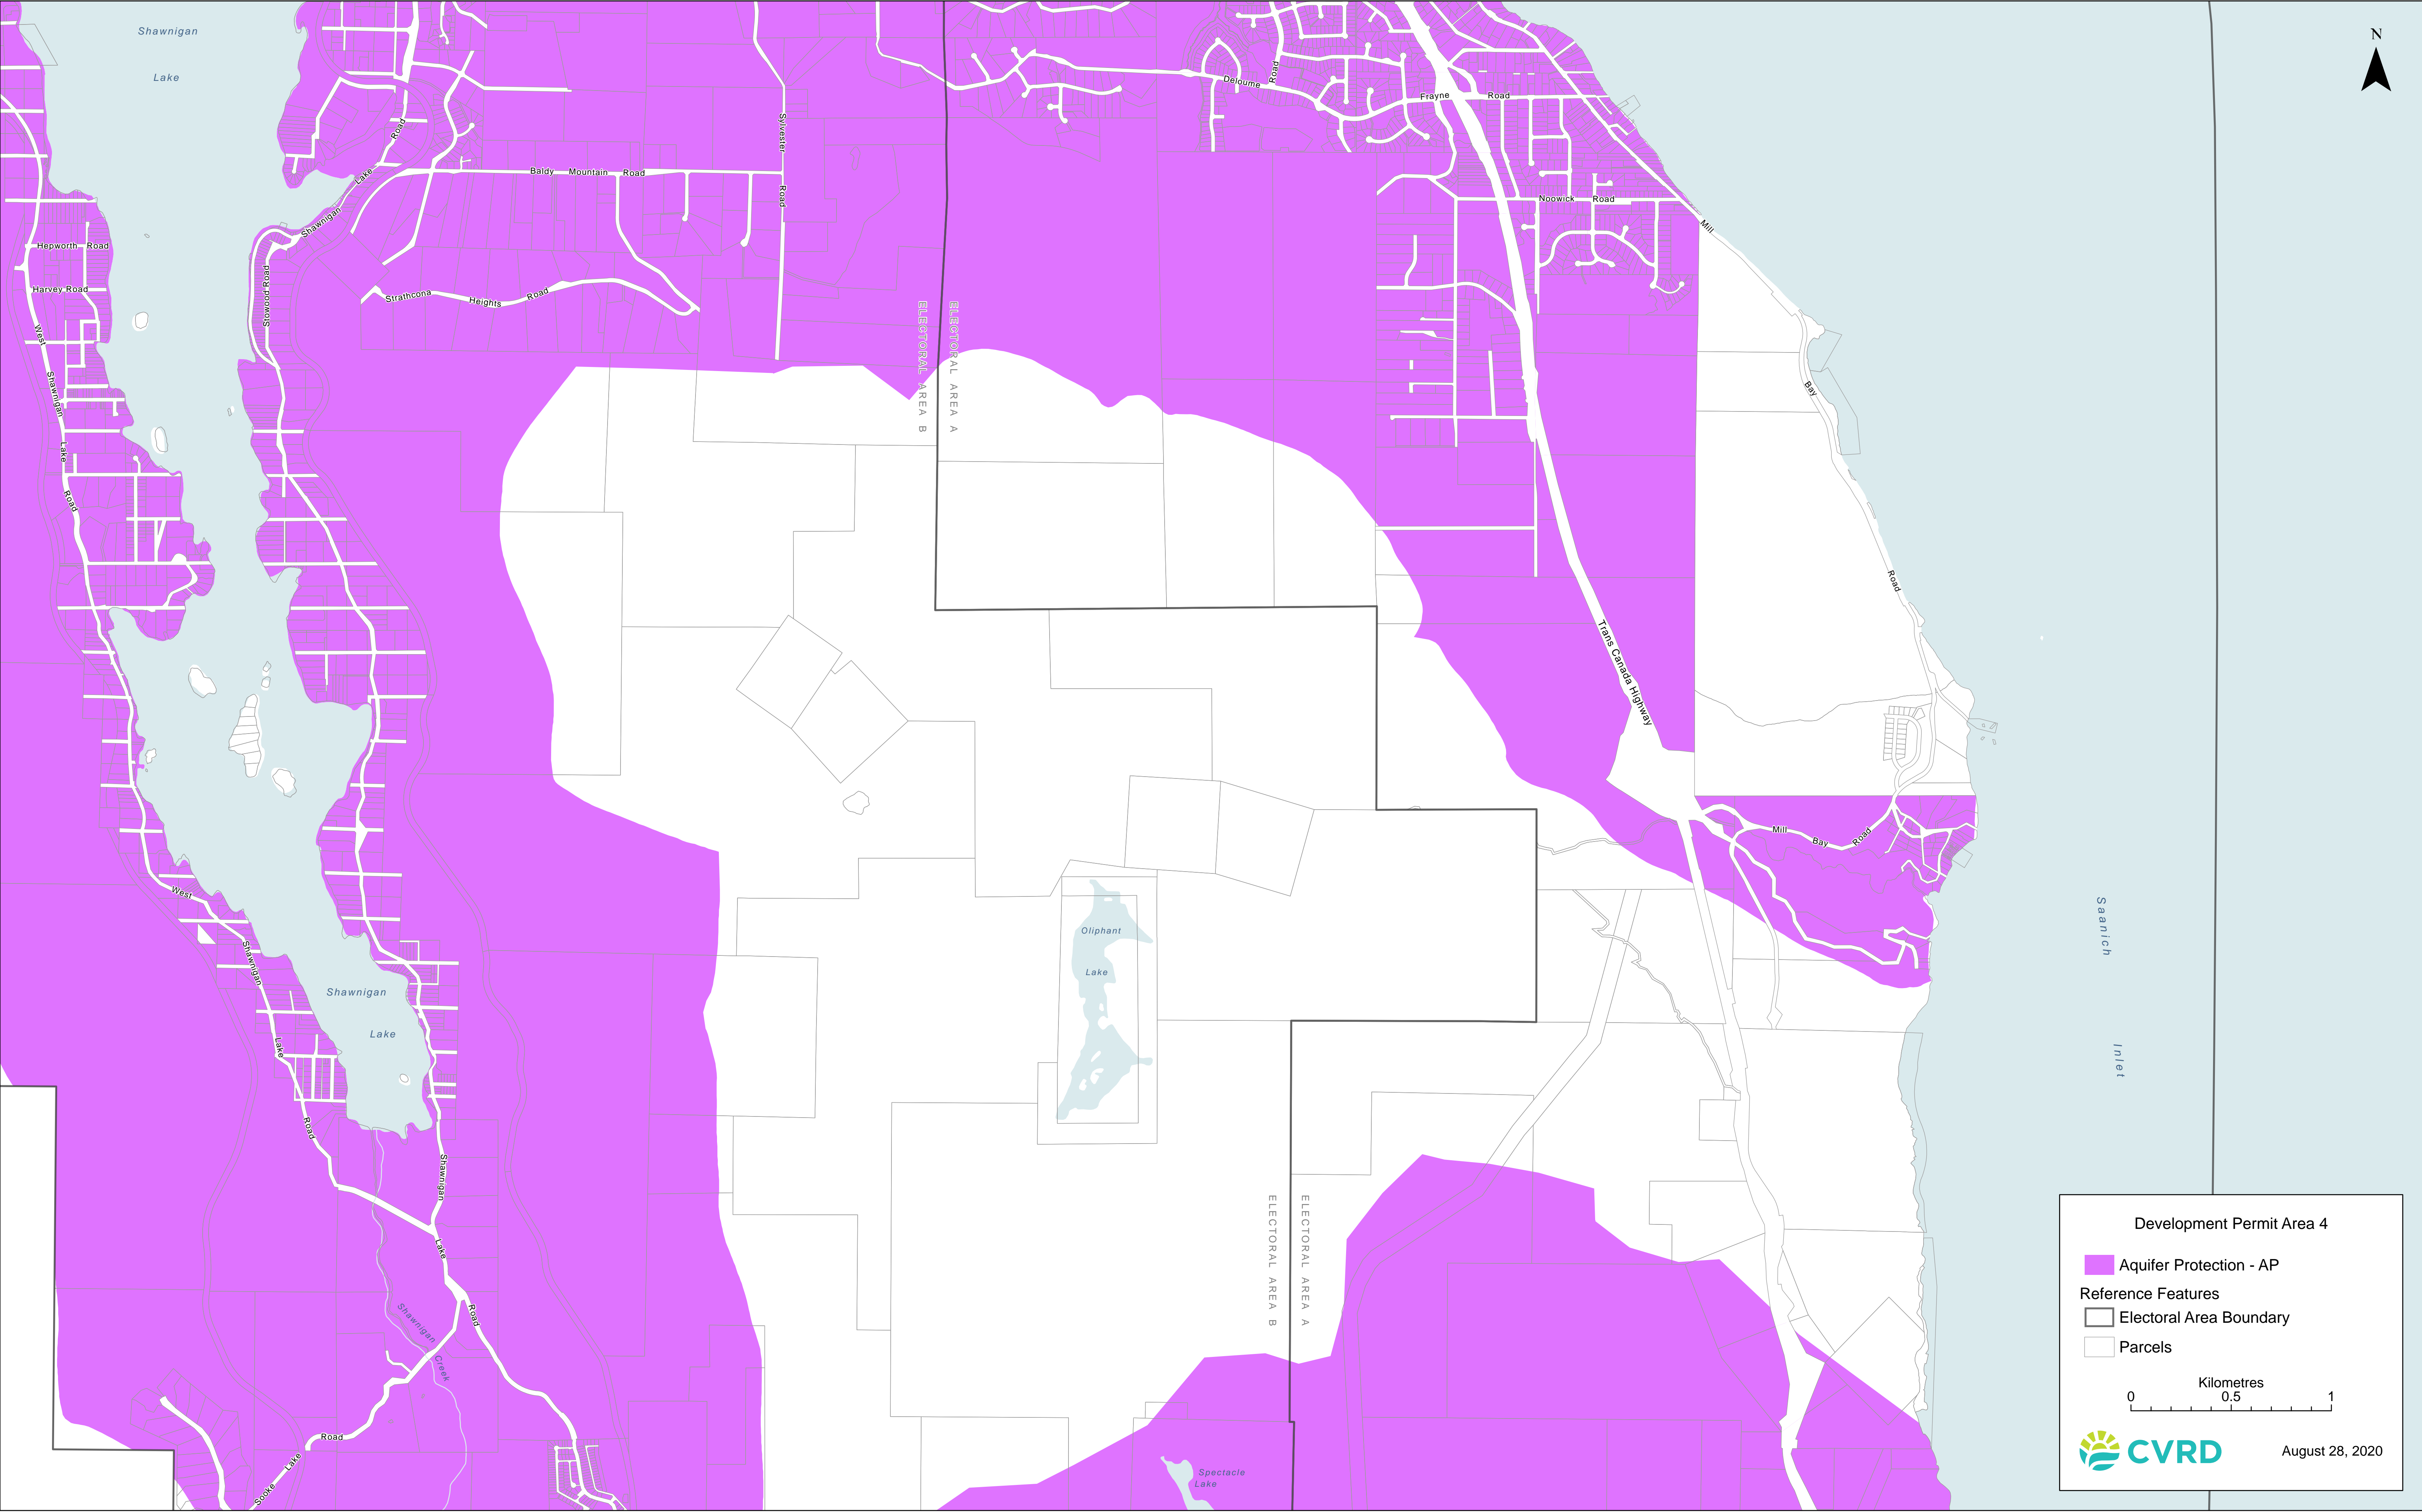 Shawnigan
Lake
N
Deloume Road
Frayne Road
Road
Lake
Shawnigan
Sylvester
Road
Baldy Mountain Road
Noowick Road
Mill
Bay
Road
Hepworth Road
Harvey Road
Stowood Road
Strathcona Heights Road
West
Shawnigan
Lake
Road
ELECTORAL AREA B
ELECTORAL AREA A
Trans Canada Highway
Mill Bay Road
West
Shawnigan
Lake
Road
Shawnigan
Lake
Oliphant
Lake
Saanich
Inlet
Shawnigan
Lake
Road
Shawnigan
Creek
ELECTORAL AREA B
ELECTORAL AREA A
Sooke Lake Road
Spectacle
Lake
Development Permit Area 4
Aquifer Protection - AP
Reference Features
Electoral Area Boundary
Parcels
Kilometres
0 0.5 1
CVRD
August 28, 2020